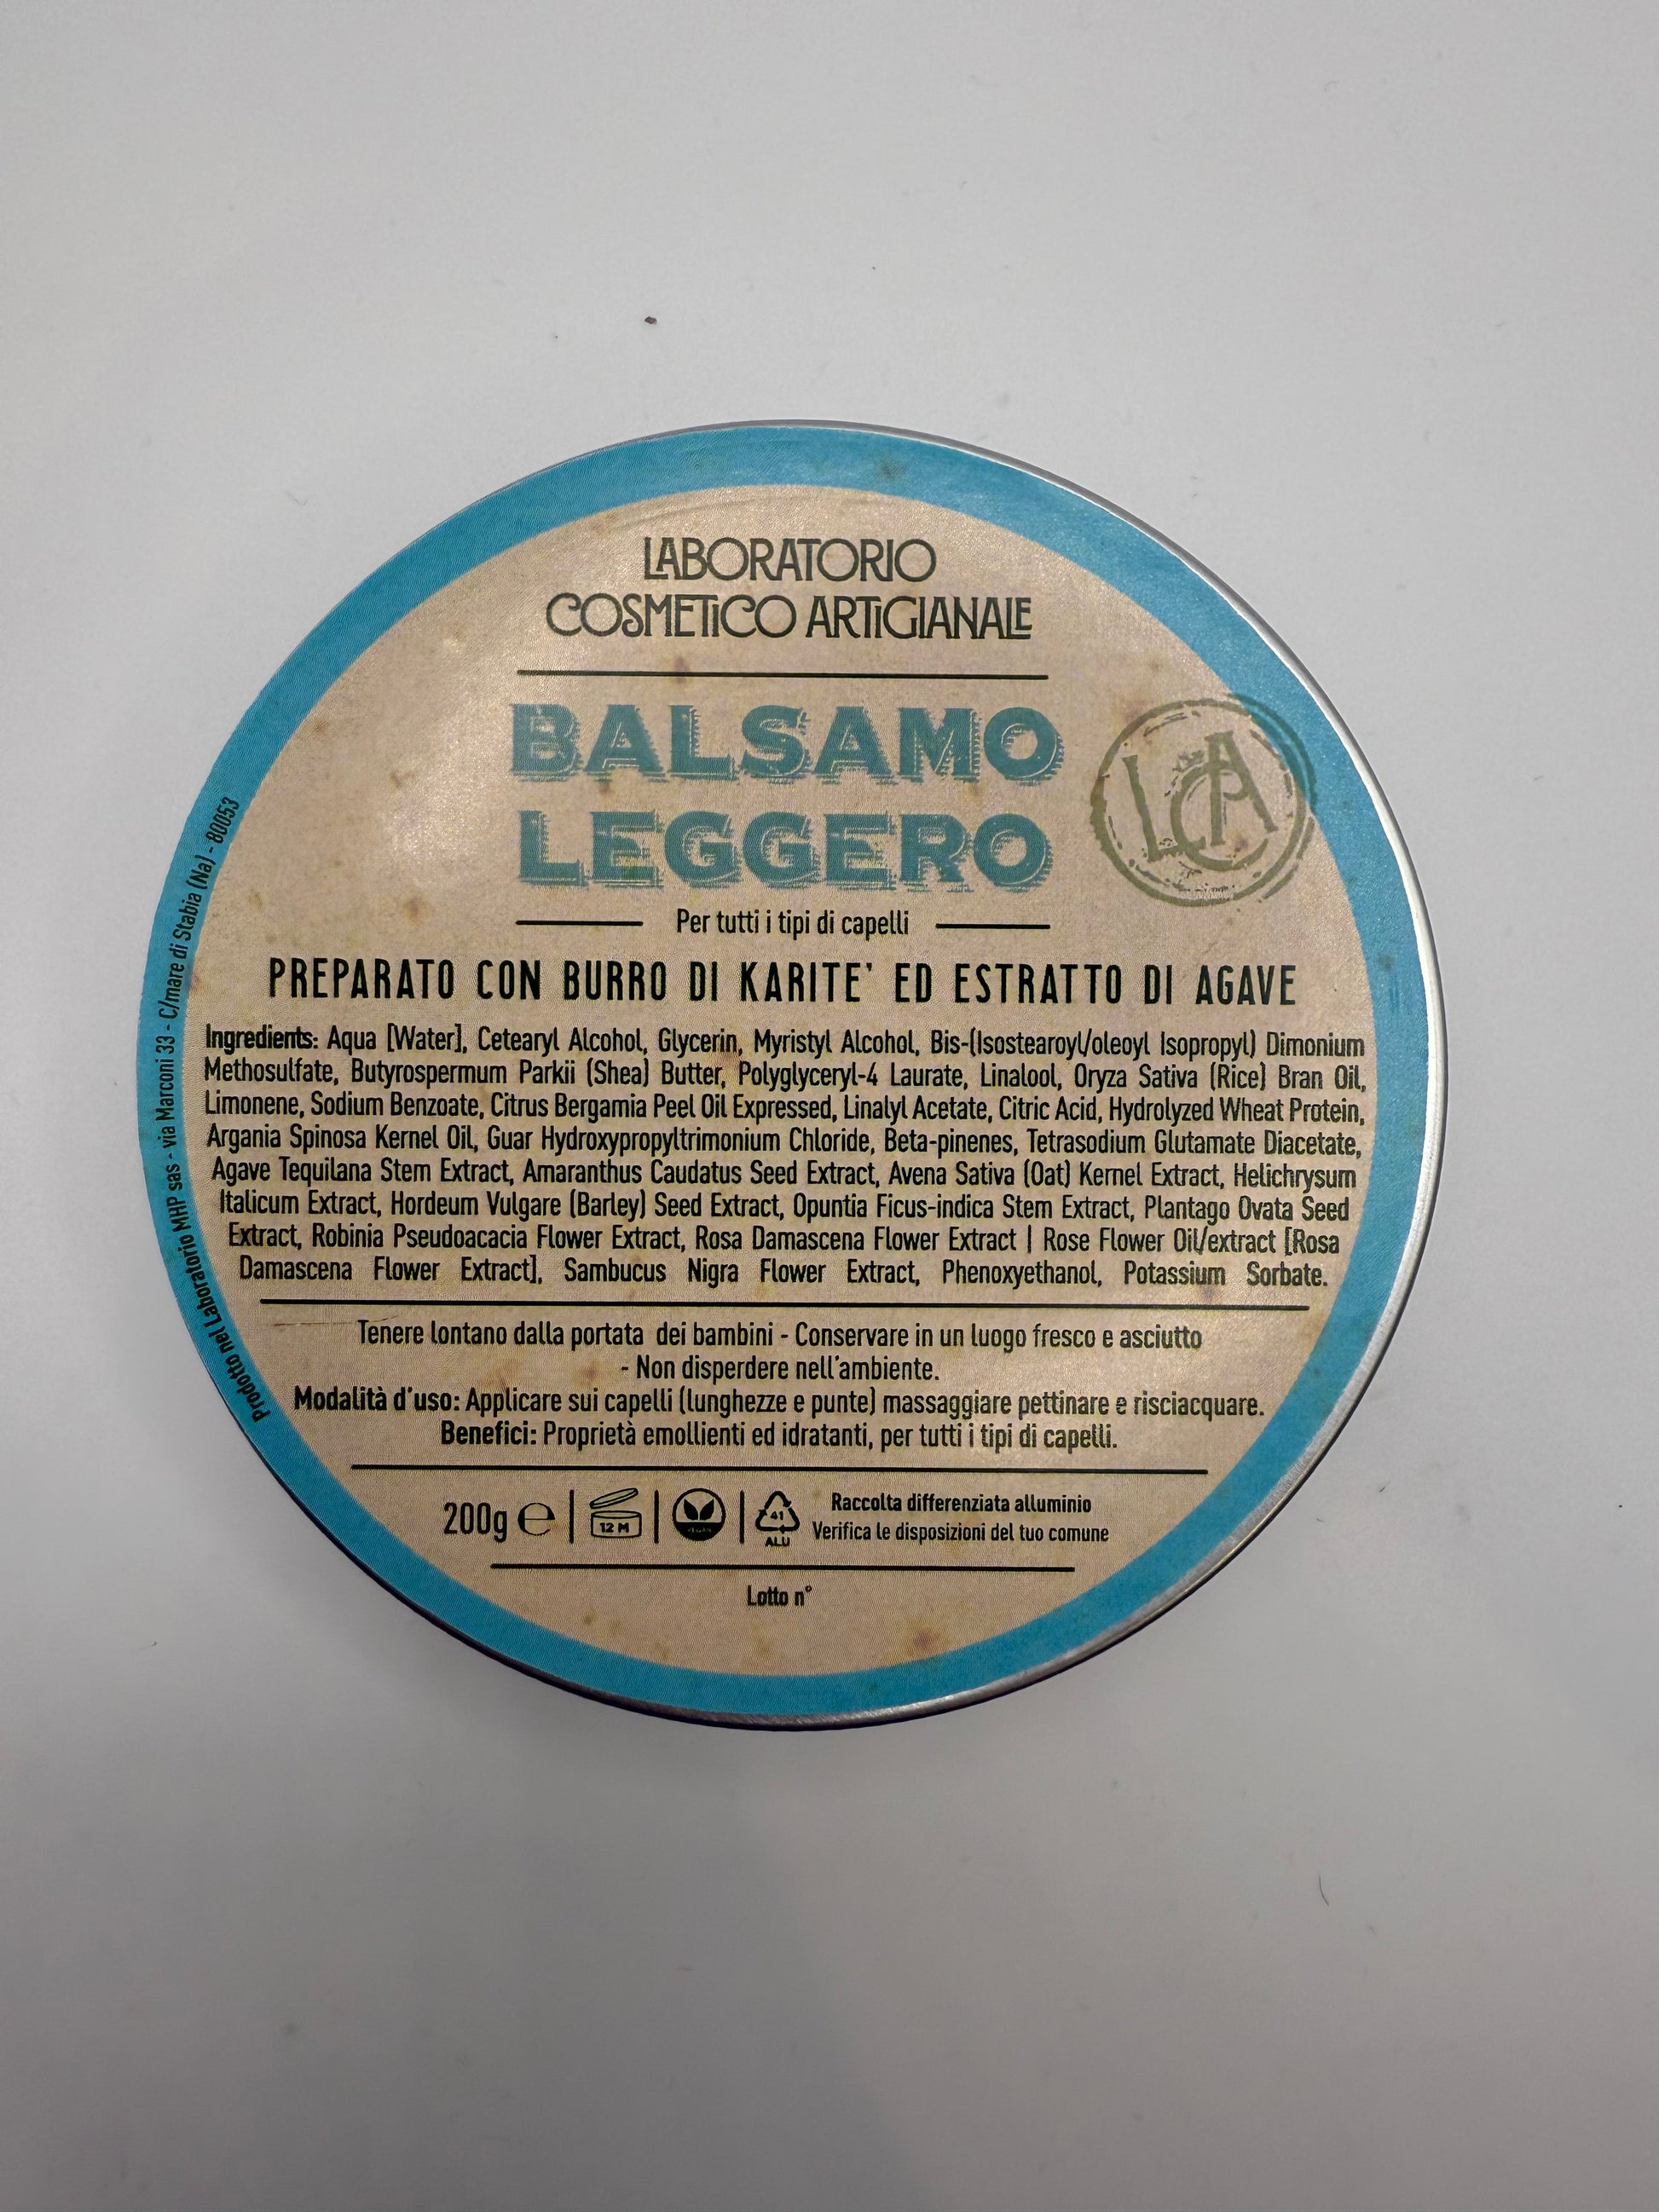 LABORATORIO
COSMETICO ARTIGIANALE
BALSAMO
LEGGERO
LCA
Per tutti i tipi di capelli
PREPARATO CON BURRO DI KARITE' ED ESTRATTO DI AGAVE
Ingredients: Aqua [Water], Cetearyl Alcohol, Glycerin, Myristyl Alcohol, Bis-(Isostearoyl/oleoyl Isopropyl) Dimonium
Methosulfate, Butyrospermum Parkii (Shea) Butter, Polyglyceryl-4 Laurate, Linalool, Oryza Sativa (Rice) Bran Oil,
Limonene, Sodium Benzoate, Citrus Bergamia Peel Oil Expressed, Linalyl Acetate, Citric Acid, Hydrolyzed Wheat Protein,
Argania Spinosa Kernel Oil, Guar Hydroxypropyltrimonium Chloride, Beta-pinenes, Tetrasodium Glutamate Diacetate,
Agave Tequilana Stem Extract, Amaranthus Caudatus Seed Extract, Avena Sativa (Oat) Kernel Extract, Helichrysum
Italicum Extract, Hordeum Vulgare (Barley) Seed Extract, Opuntia Ficus-indica Stem Extract, Plantago Ovata Seed
Extract, Robinia Pseudoacacia Flower Extract, Rosa Damascena Flower Extract | Rose Flower Oil/extract [Rosa
Damascena Flower Extract], Sambucus Nigra Flower Extract, Phenoxyethanol, Potassium Sorbate.
Tenere lontano dalla portata dei bambini - Conservare in un luogo fresco e asciutto
- Non disperdere nell'ambiente.
Modalità d'uso: Applicare sui capelli (lunghezze e punte) massaggiare pettinare e risciacquare.
Benefici: Proprietà emollienti ed idratanti, per tutti i tipi di capelli.
200g e | 12 M | VEGAN | 41 ALU
Raccolta differenziata alluminio
Verifica le disposizioni del tuo comune
Lotto n°
Prodotto nel Laboratorio MHP sas - via Marconi 33 - C/mare di Stabia (Na) - 80053